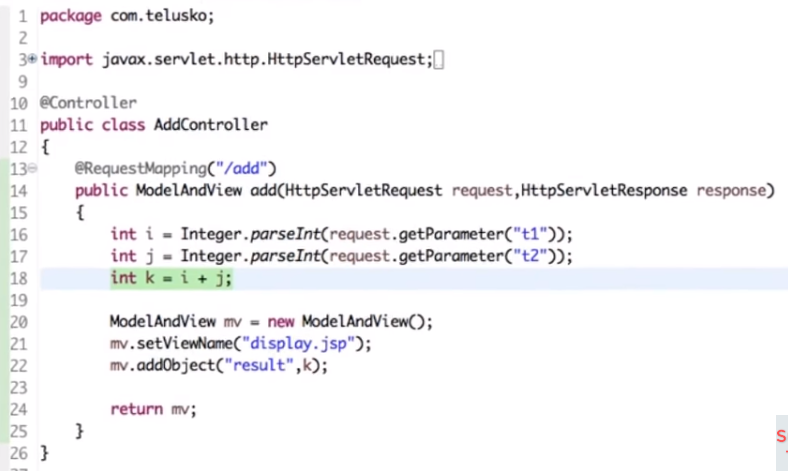 1 package com.telusko;
2
3 import javax.servlet.http.HttpServletRequest;
9
10 @Controller
11 public class AddController
12 {
13     @RequestMapping("/add")
14     public ModelAndView add(HttpServletRequest request,HttpServletResponse response)
15     {
16         int i = Integer.parseInt(request.getParameter("t1"));
17         int j = Integer.parseInt(request.getParameter("t2"));
18         int k = i + j;
19
20         ModelAndView mv = new ModelAndView();
21         mv.setViewName("display.jsp");
22         mv.addObject("result",k);
23
24         return mv;
25     }
26 }